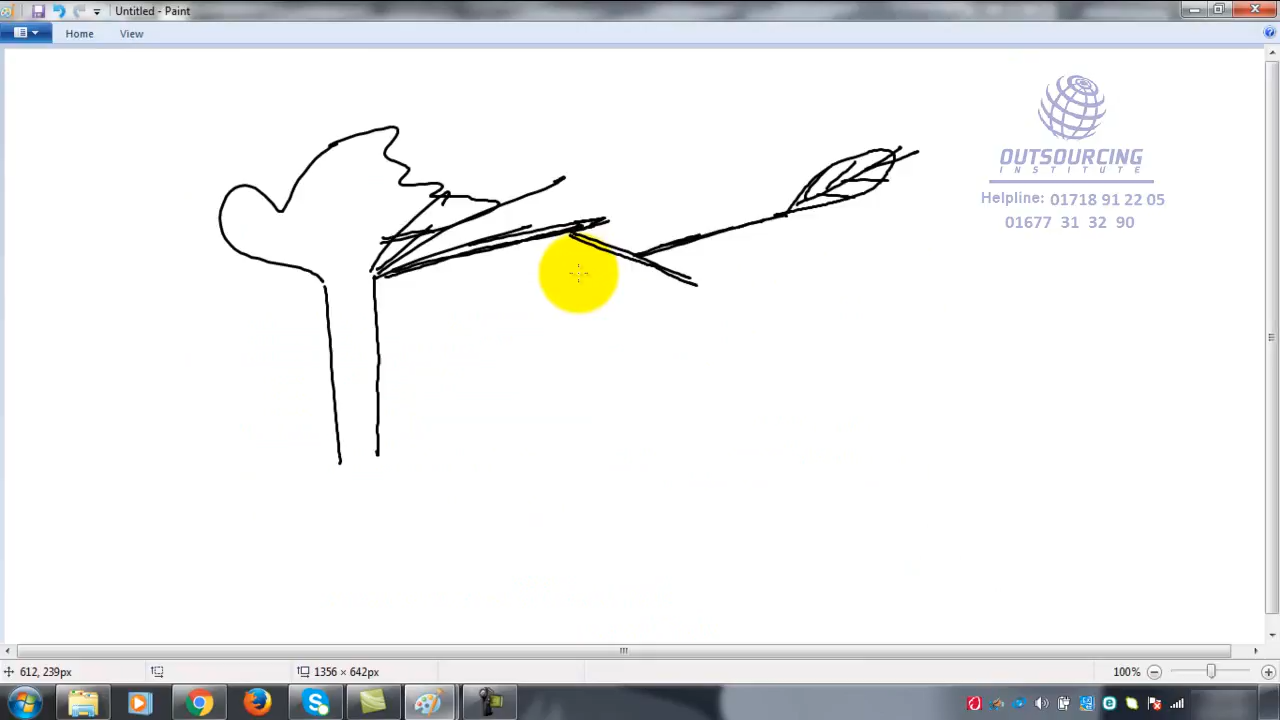 Untitled - Paint
Home View
OUTSOURCING
INSTITUTE
Helpline: 01718 91 22 05
01677 31 32 90
612, 239px
1356 × 642px
100%